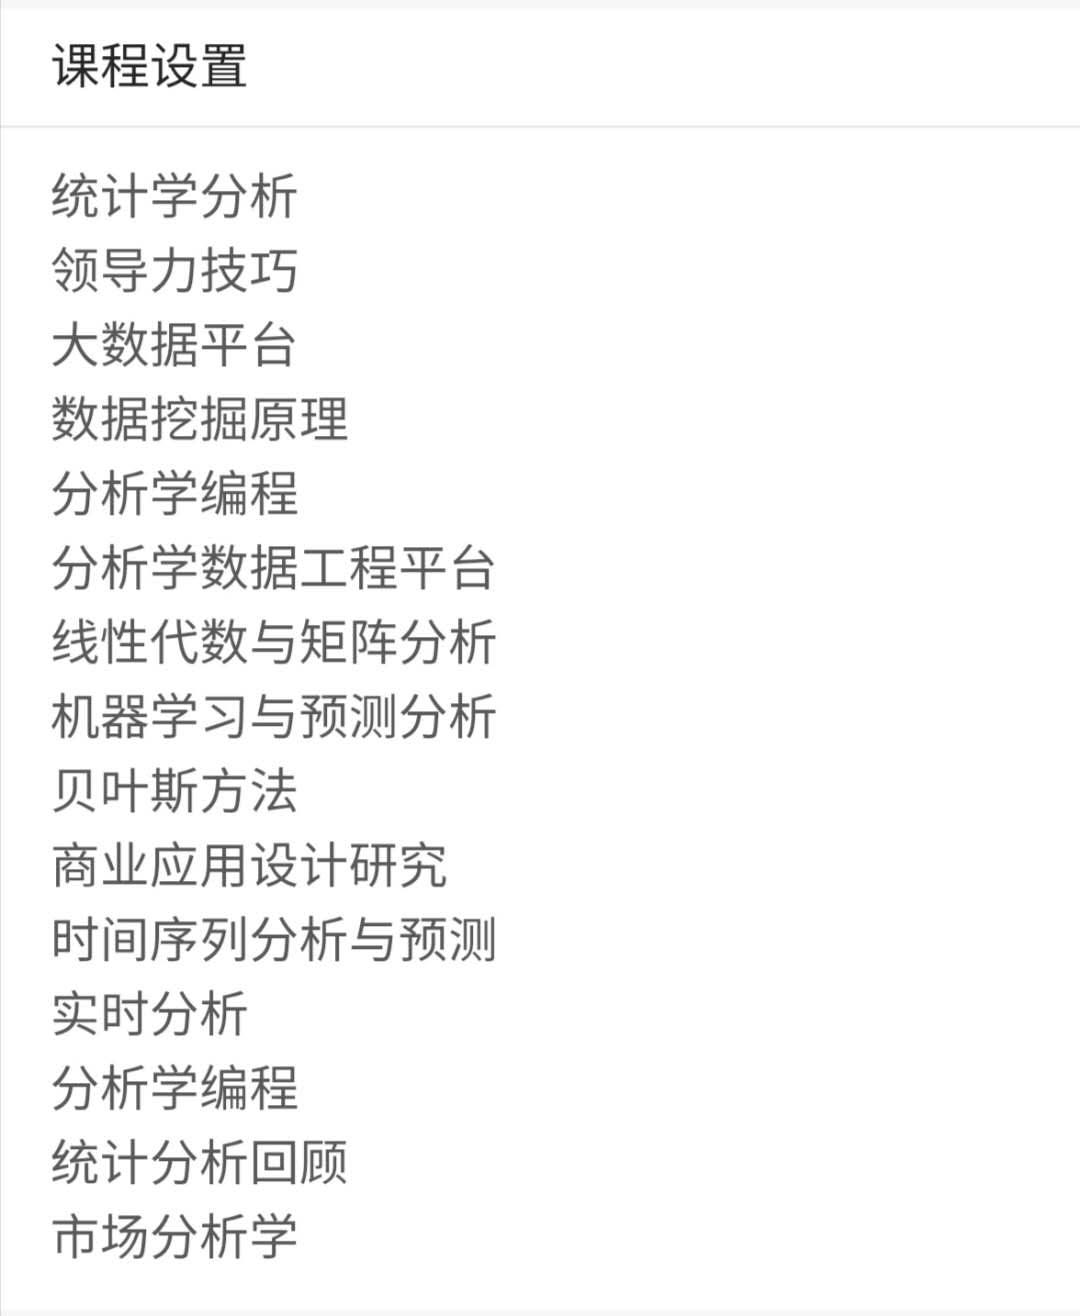 课程设置
统计学分析
领导力技巧
大数据平台
数据挖掘原理
分析学编程
分析学数据工程平台
线性代数与矩阵分析
机器学习与预测分析
贝叶斯方法
商业应用设计研究
时间序列分析与预测
实时分析
分析学编程
统计分析回顾
市场分析学